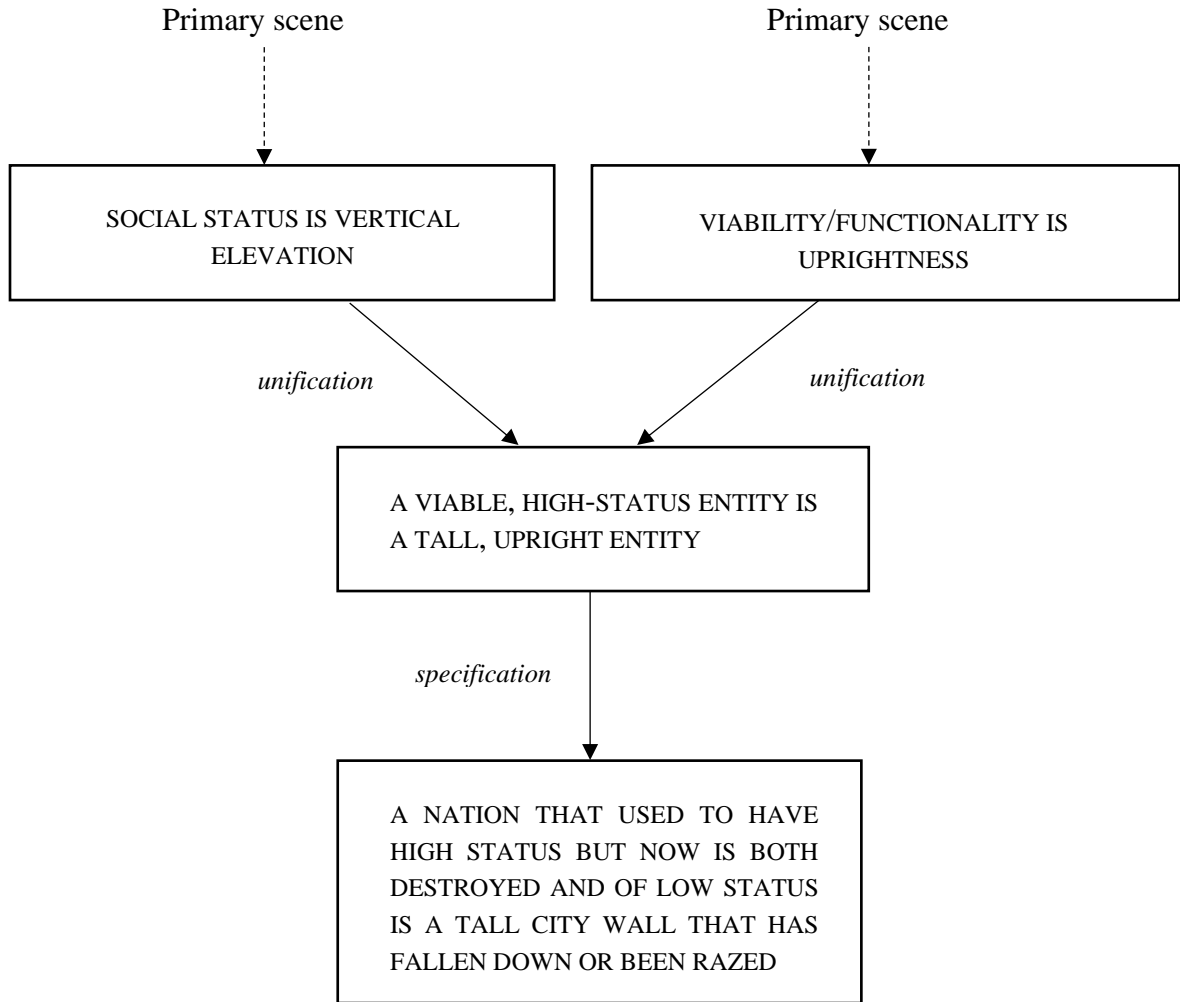 Primary scene
Primary scene
SOCIAL STATUS IS VERTICAL
ELEVATION
VIABILITY/FUNCTIONALITY IS
UPRIGHTNESS
unification
unification
A VIABLE, HIGH-STATUS ENTITY IS
A TALL, UPRIGHT ENTITY
specification
A NATION THAT USED TO HAVE
HIGH STATUS BUT NOW IS BOTH
DESTROYED AND OF LOW STATUS
IS A TALL CITY WALL THAT HAS
FALLEN DOWN OR BEEN RAZED